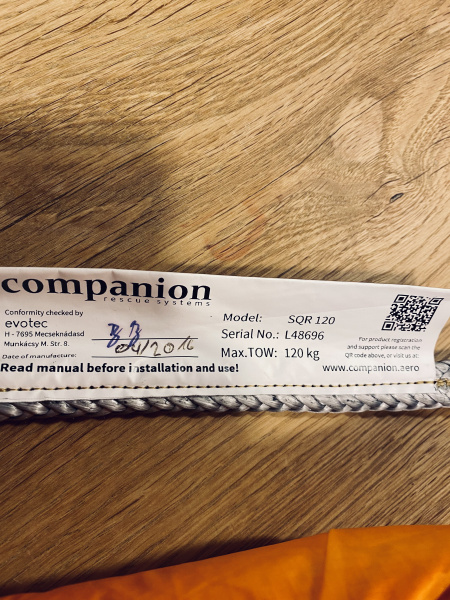 companion
rescue systems
Conformity checked by
evotec
H - 7695 Mecseknádasd
Munkácsy M. Str. 8.
Date of manufacture:
04/2016
Model: SQR 120
Serial No.: L48696
Max.TOW: 120 kg
For product registration
and support please scan the
QR code above, or visit us at:
www.companion.aero
Read manual before installation and use!